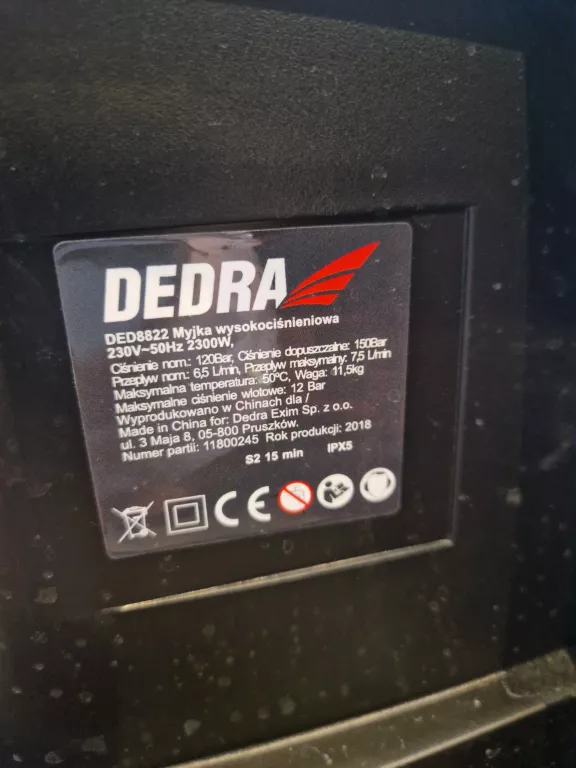 DEDRA
DED8822 Myjka wysokociśnieniowa
230V~50Hz 2300W,
Ciśnienie nom.: 120Bar, Ciśnienie dopuszczalne: 150Bar
Przepływ nom.: 6,5 L/min, Przepływ maksymalny: 7,5 L/min
Maksymalna temperatura: 50ºC, Waga: 11,5kg
Maksymalne ciśnienie wlotowe: 12 Bar
Wyprodukowano w Chinach dla /
Made in China for: Dedra Exim Sp. z o.o.
ul. 3 Maja 8, 05-800 Pruszków.
Numer partii: 11800245 Rok produkcji: 2018
S2 15 min IPX5
CE